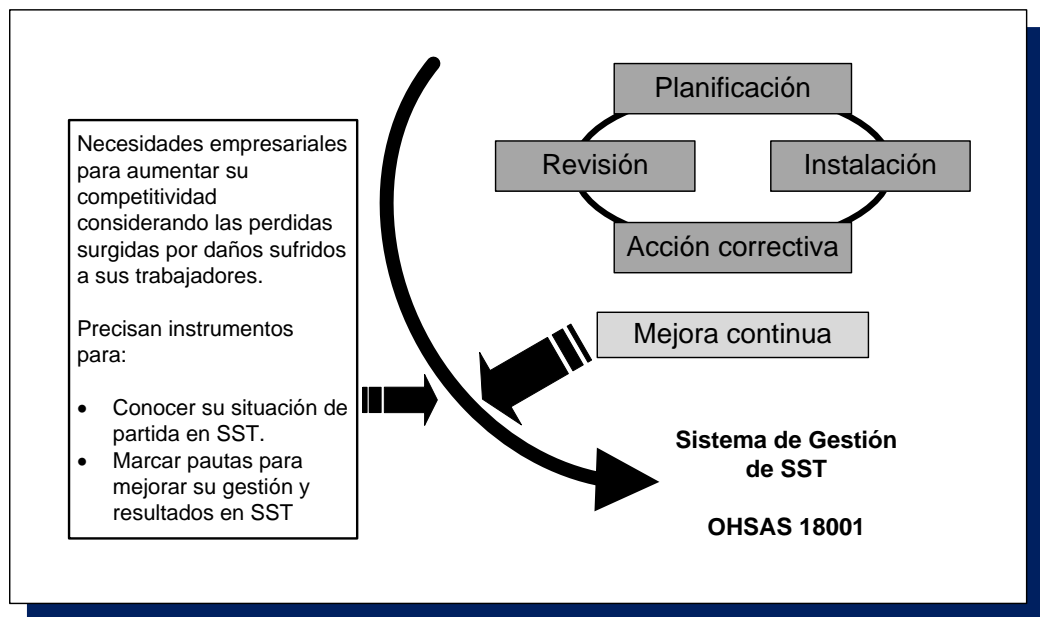 Necesidades empresariales
para aumentar su
competitividad
considerando las perdidas
surgidas por daños sufridos
a sus trabajadores.
Precisan instrumentos
para:
• Conocer su situación de
partida en SST.
• Marcar pautas para
mejorar su gestión y
resultados en SST
Planificación
Revisión
Instalación
Acción correctiva
Mejora continua
Sistema de Gestión
de SST
OHSAS 18001